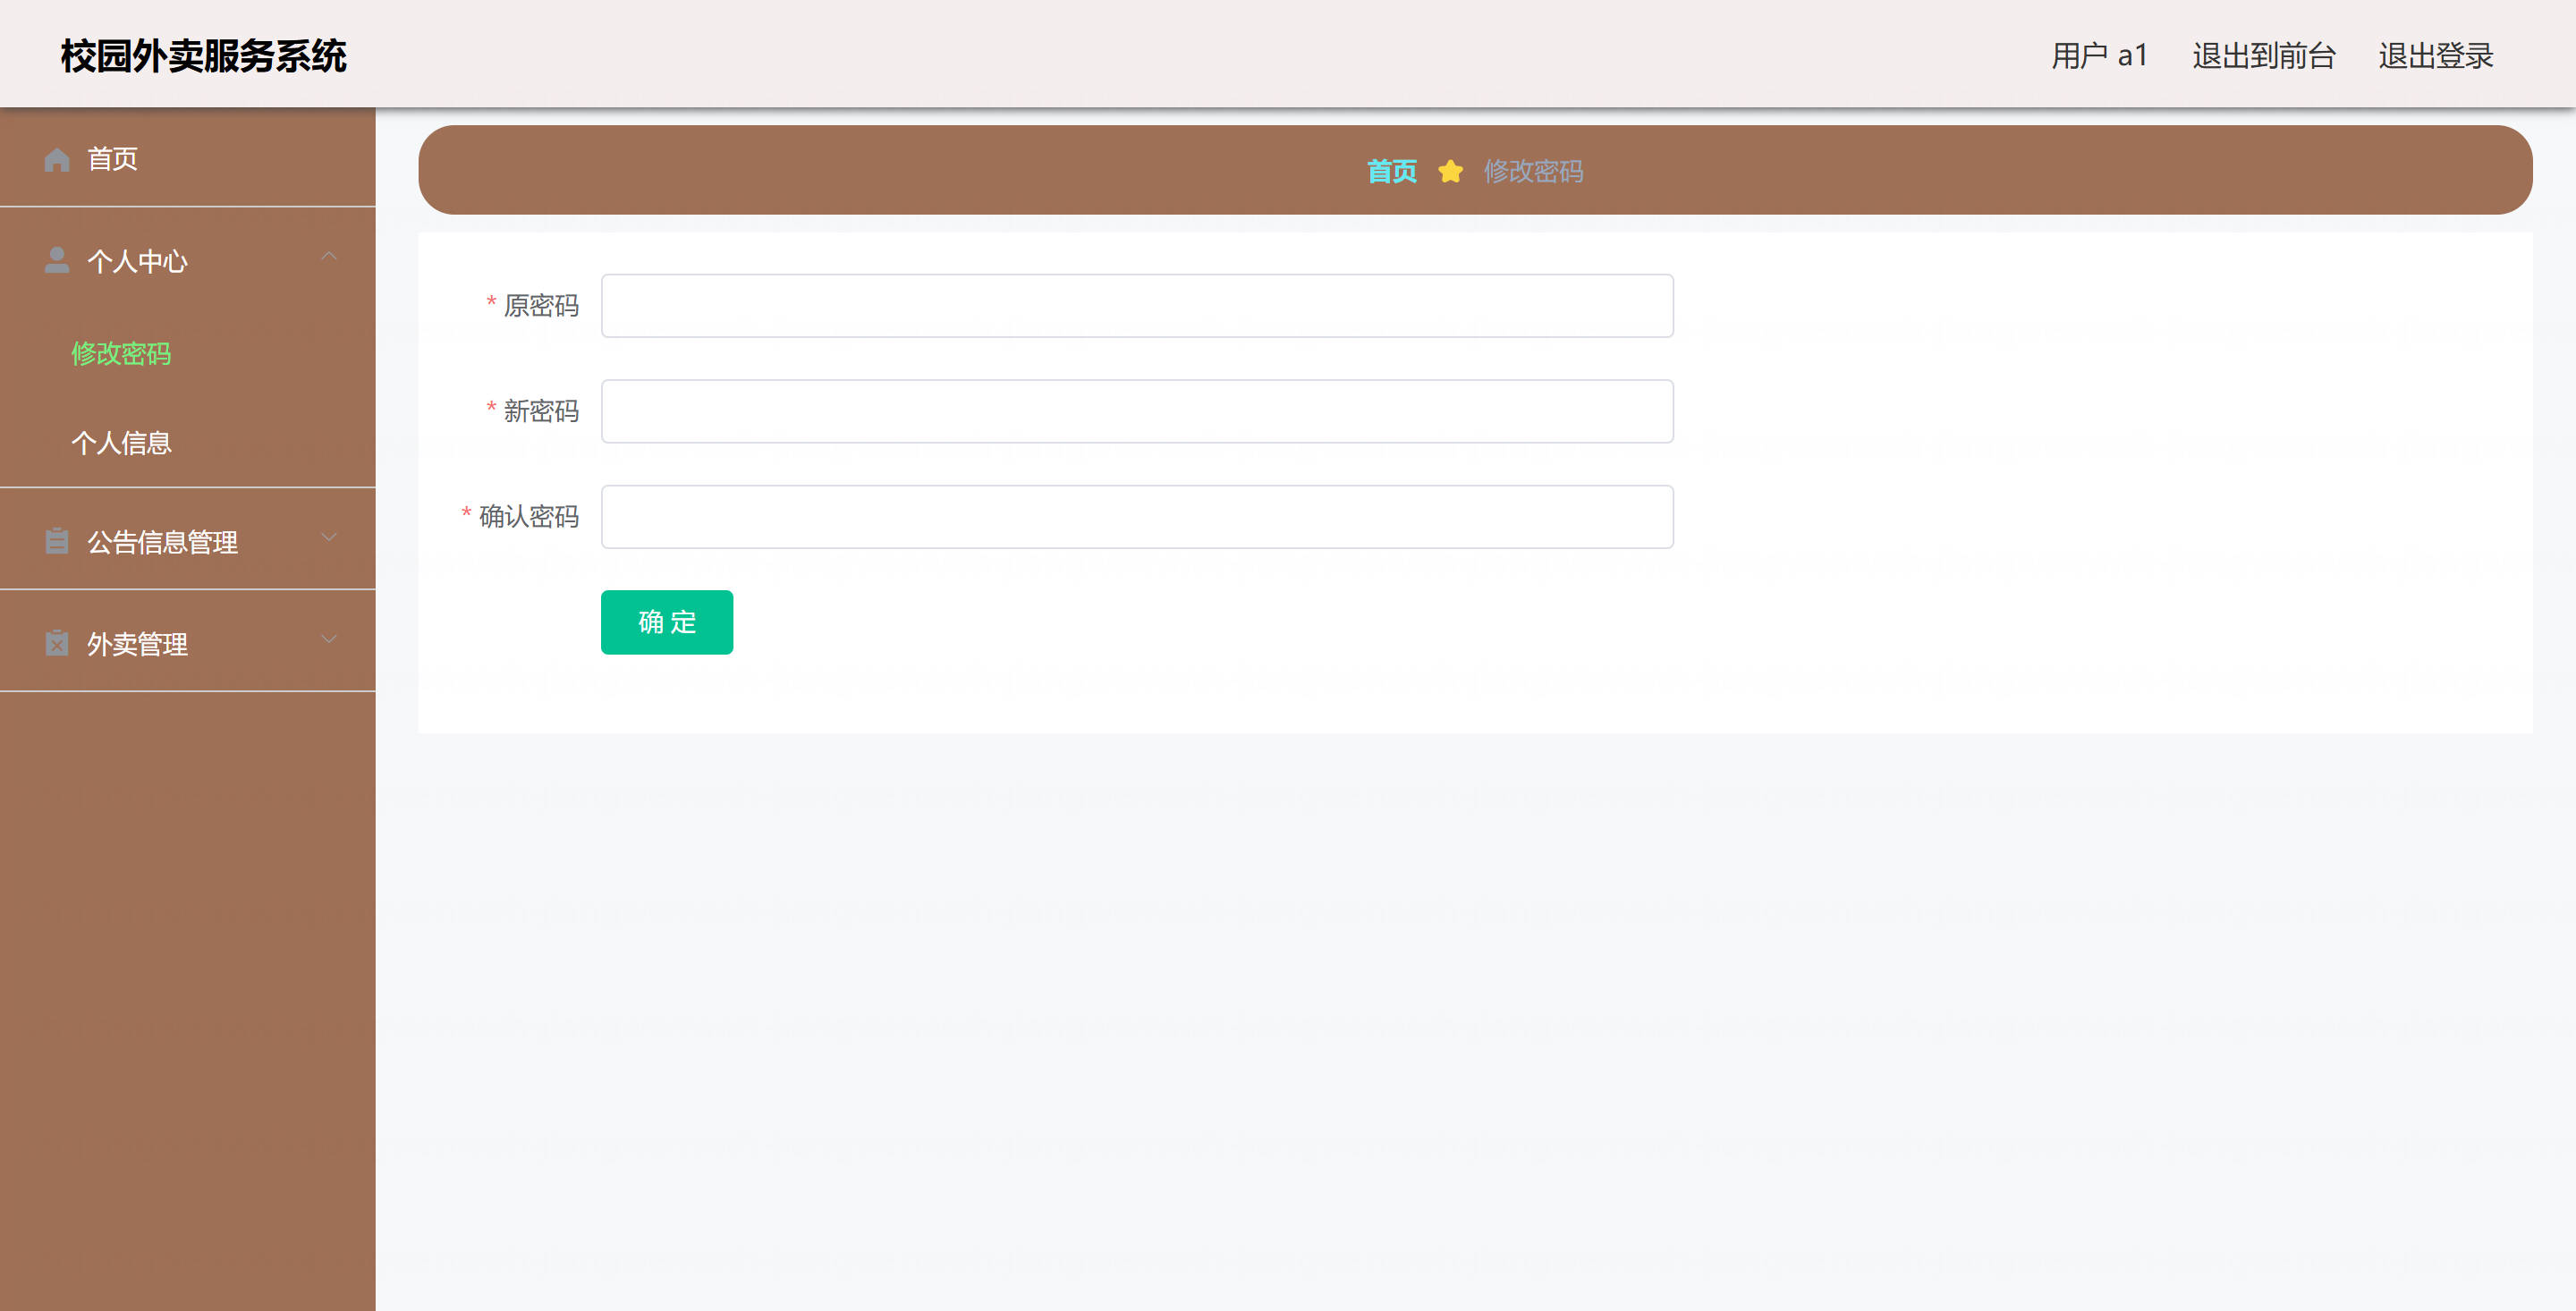 校园外卖服务系统
用户 a1 退出到前台 退出登录
首页
个人中心
修改密码
个人信息
公告信息管理
外卖管理
首页 修改密码
* 原密码
* 新密码
* 确认密码
确 定